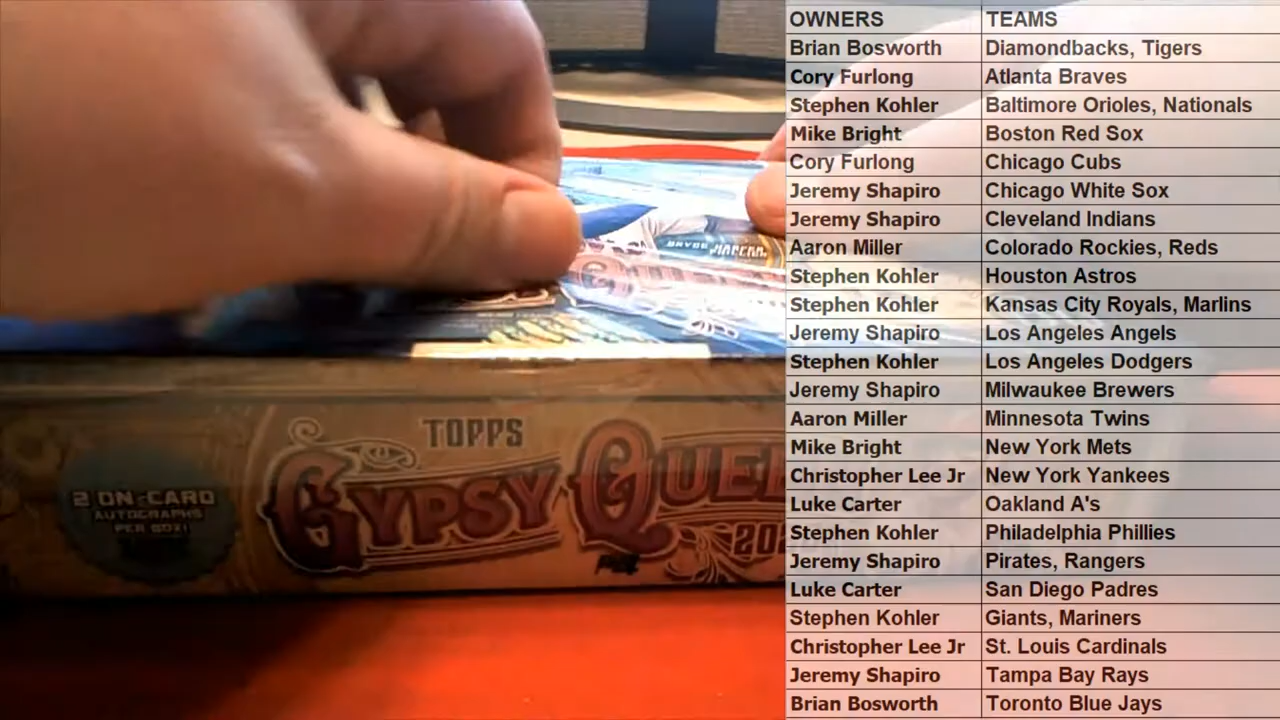 BRYCE HARPER
TOPPS
GYPSY QUEE
202
2 ON-CARD
AUTOGRAPHS
PER BOX!
OWNERS TEAMS
Brian Bosworth Diamondbacks, Tigers
Cory Furlong Atlanta Braves
Stephen Kohler Baltimore Orioles, Nationals
Mike Bright Boston Red Sox
Cory Furlong Chicago Cubs
Jeremy Shapiro Chicago White Sox
Jeremy Shapiro Cleveland Indians
Aaron Miller Colorado Rockies, Reds
Stephen Kohler Houston Astros
Stephen Kohler Kansas City Royals, Marlins
Jeremy Shapiro Los Angeles Angels
Stephen Kohler Los Angeles Dodgers
Jeremy Shapiro Milwaukee Brewers
Aaron Miller Minnesota Twins
Mike Bright New York Mets
Christopher Lee Jr New York Yankees
Luke Carter Oakland A's
Stephen Kohler Philadelphia Phillies
Jeremy Shapiro Pirates, Rangers
Luke Carter San Diego Padres
Stephen Kohler Giants, Mariners
Christopher Lee Jr St. Louis Cardinals
Jeremy Shapiro Tampa Bay Rays
Brian Bosworth Toronto Blue Jays